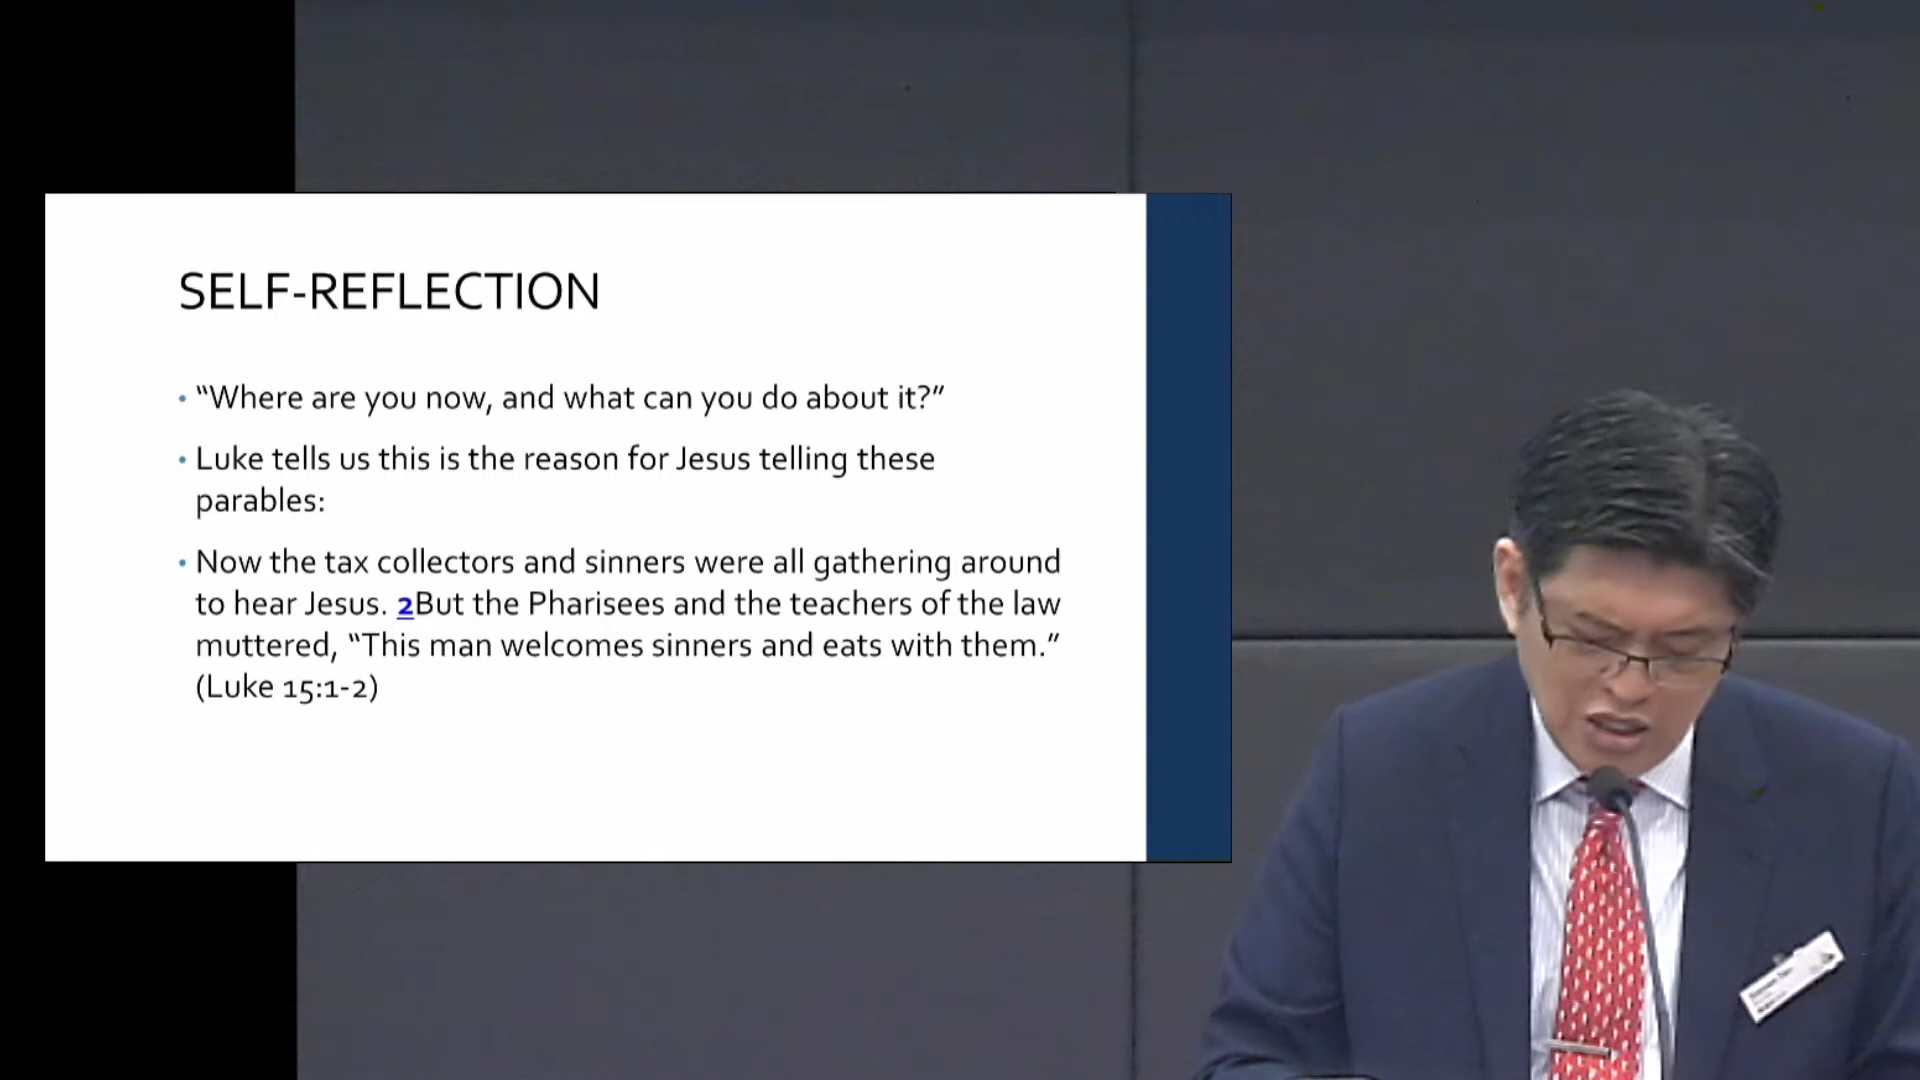 SELF-REFLECTION
• “Where are you now, and what can you do about it?”
• Luke tells us this is the reason for Jesus telling these
parables:
• Now the tax collectors and sinners were all gathering around
to hear Jesus. 2But the Pharisees and the teachers of the law
muttered, “This man welcomes sinners and eats with them.”
(Luke 15:1-2)